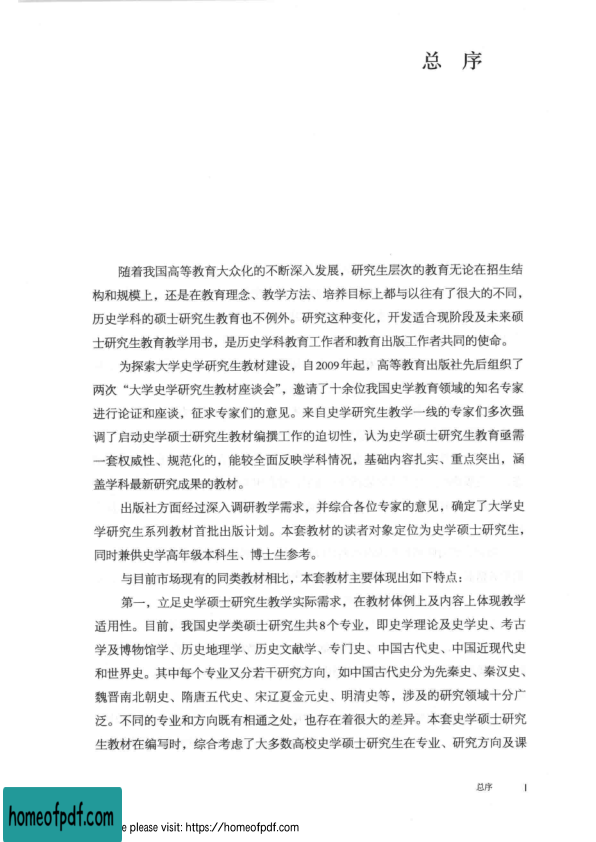 总 序
随着我国高等教育大众化的不断深入发展，研究生层次的教育无论在招生结
构和规模上，还是在教育理念、教学方法、培养目标上都与以往有了很大的不同，
历史学科的硕士研究生教育也不例外。研究这种变化，开发适合现阶段及未来硕
士研究生教育教学用书，是历史学科教育工作者和教育出版工作者共同的使命。
为探索大学史学研究生教材建设，自2009年起，高等教育出版社先后组织了
两次“大学史学研究生教材座谈会”，邀请了十余位我国史学教育领域的知名专家
进行论证和座谈，征求专家们的意见。来自史学研究生教学一线的专家们多次强
调了启动史学硕士研究生教材编撰工作的迫切性，认为史学硕士研究生教育亟需
一套权威性、规范化的，能较全面反映学科情况，基础内容扎实、重点突出，涵
盖学科最新研究成果的教材。
出版社方面经过深入调研教学需求，并综合各位专家的意见，确定了大学史
学研究生系列教材首批出版计划。本套教材的读者对象定位为史学硕士研究生，
同时兼供史学高年级本科生、博士生参考。
与目前市场现有的同类教材相比，本套教材主要体现出如下特点：
第一，立足史学硕士研究生教学实际需求，在教材体例上及内容上体现教学
适用性。目前，我国史学类硕士研究生共8个专业，即史学理论及史学史、考古
学及博物馆学、历史地理学、历史文献学、专门史、中国古代史、中国近现代史
和世界史。其中每个专业又分若干研究方向，如中国古代史分为先秦史、秦汉史、
魏晋南北朝史、隋唐五代史、宋辽夏金元史、明清史等，涉及的研究领域十分广
泛。不同的专业和方向既有相通之处，也存在着很大的差异。本套史学硕士研究
生教材在编写时，综合考虑了大多数高校史学硕士研究生在专业、研究方向及课
总序 1
homeofpdf.com
e please visit: https://homeofpdf.com